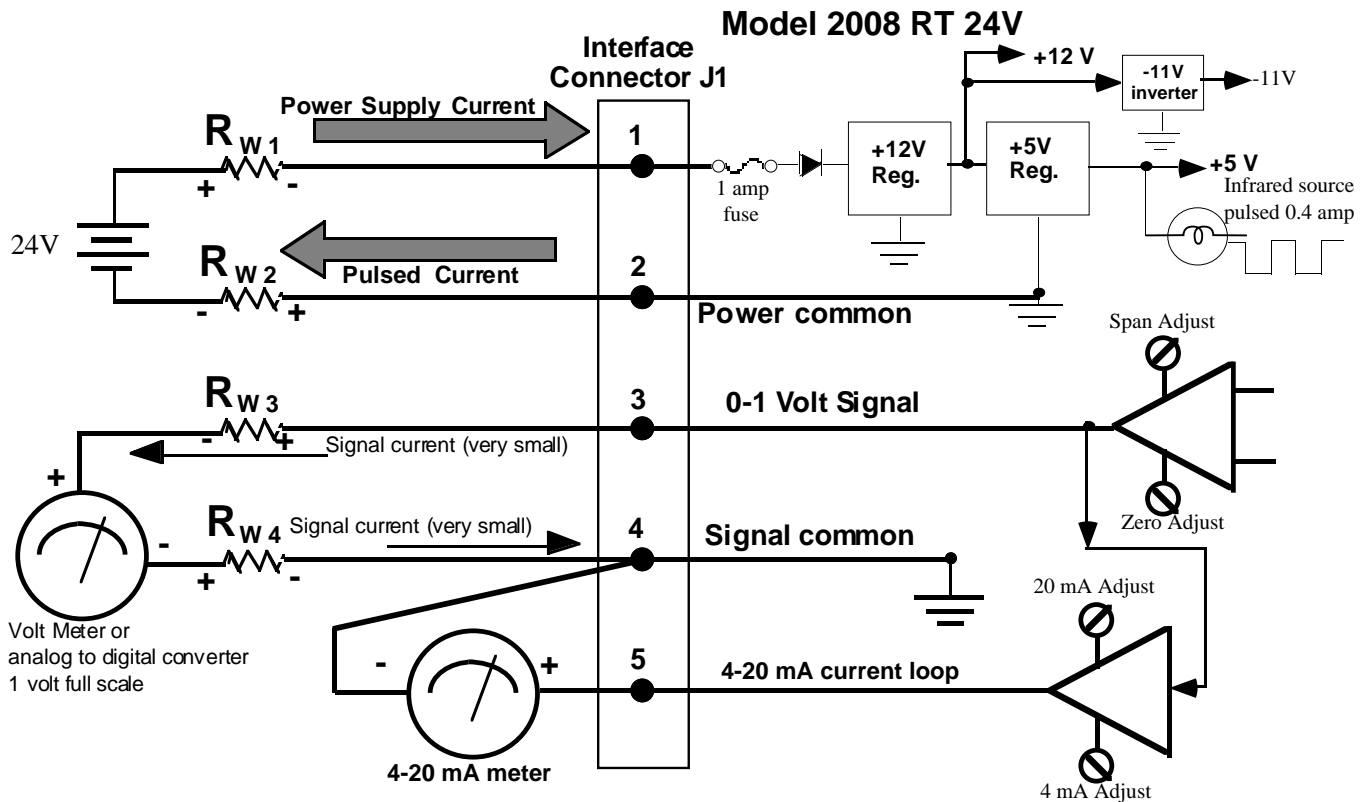 Model 2008 RT 24V
Interface
Connector J1
+12 V
-11V
inverter
-11V
Power Supply Current
R W 1
1
+
-
+12V
Reg.
+5V
Reg.
+5 V
1 amp
fuse
Infrared source
pulsed 0.4 amp
24V
Pulsed Current
R W 2
2
-
+
Power common
Span Adjust
R W 3
3
0-1 Volt Signal
-
+
Signal current (very small)
+
Zero Adjust
R W 4
Signal current (very small)
4
Signal common
-
+
-
20 mA Adjust
Volt Meter or
analog to digital converter
1 volt full scale
-
+
5
4-20 mA current loop
4-20 mA meter
4 mA Adjust